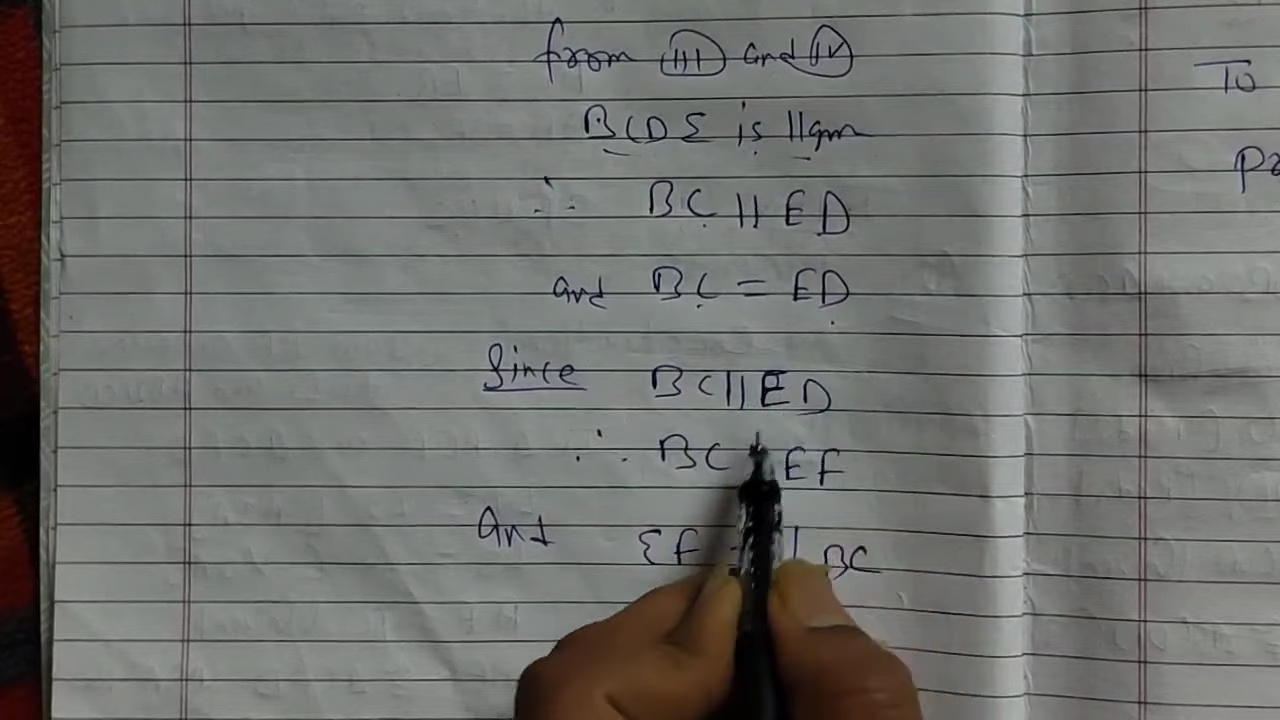 from (III) and (IV)
BCDE is ||gm
∴ BC || ED
and BC = ED
Since BC || ED
∴ BC EF
And EF = BC
To